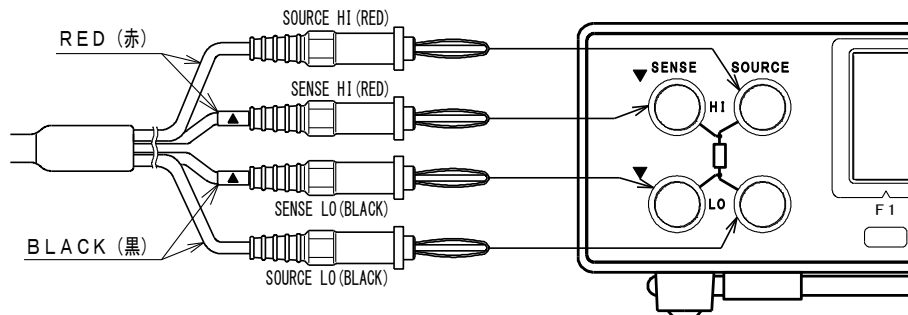 SOURCE HI(RED)
RED(赤)
SENSE HI(RED)
SENSE LO(BLACK)
BLACK(黒)
SOURCE LO(BLACK)
▼ SENSE SOURCE
HI
▼
LO
F1